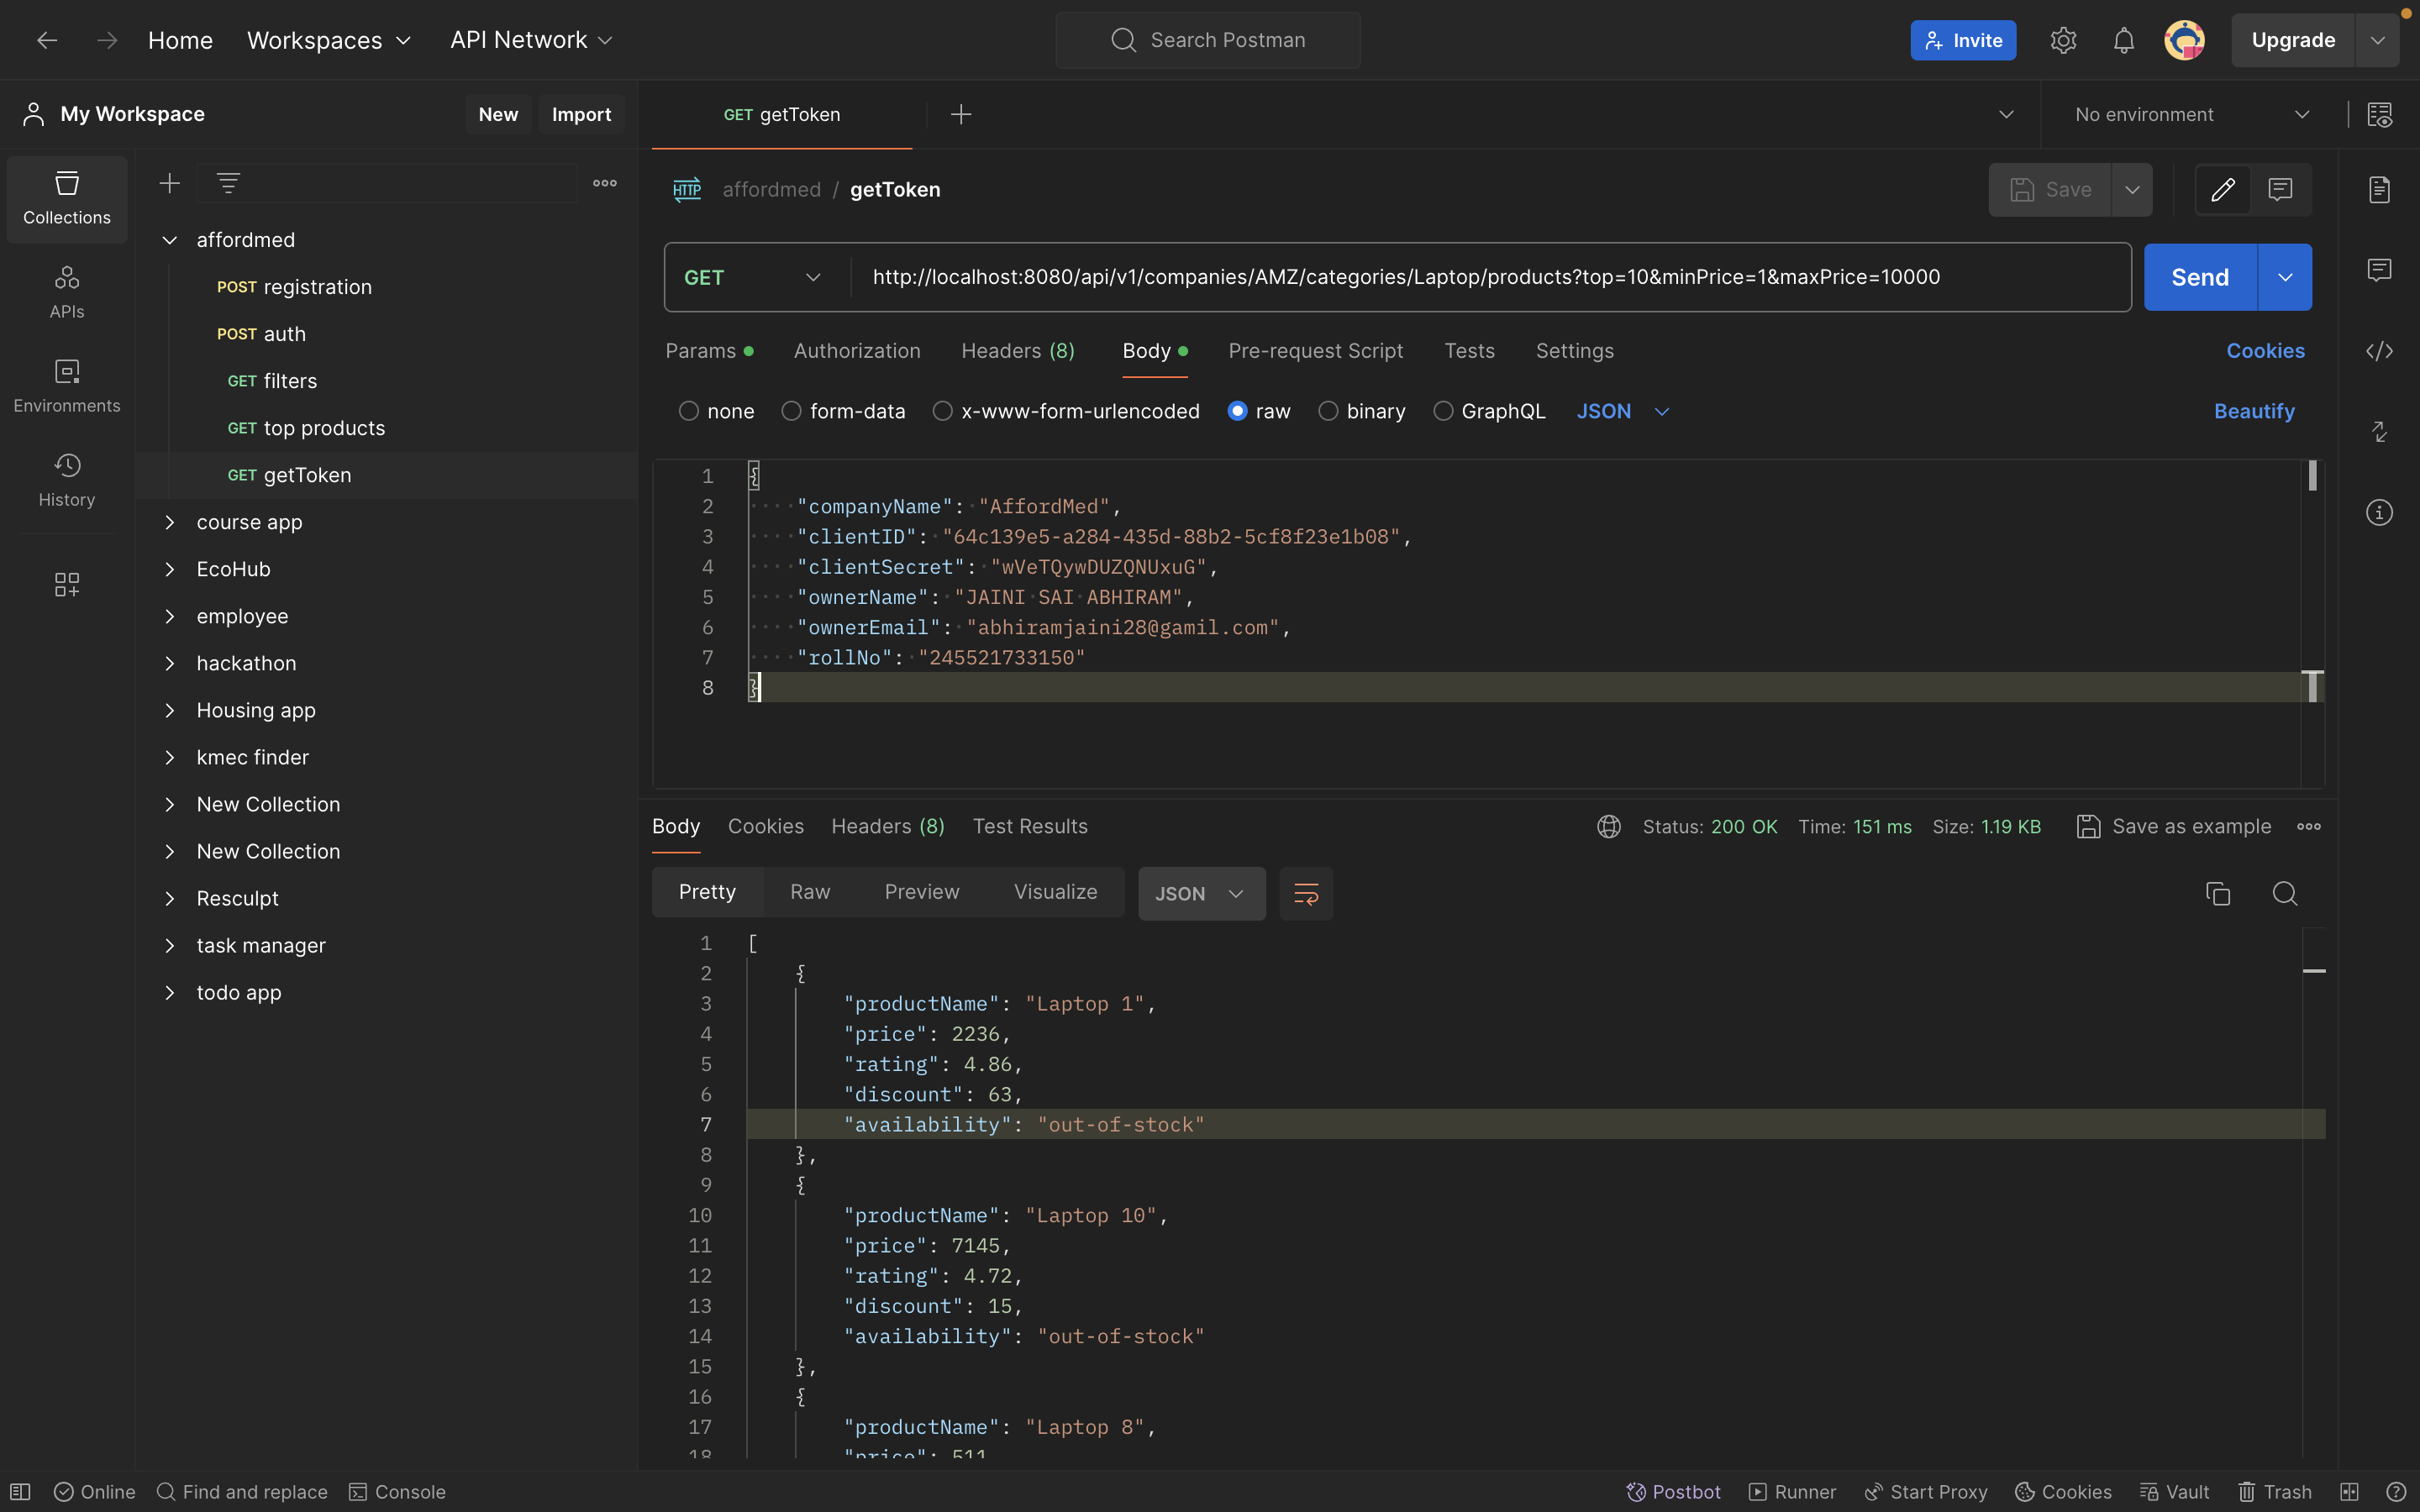 Home Workspaces API Network Search Postman Invite Upgrade
My Workspace New Import
GET getToken No environment
Collections
APIs
Environments
History
affordmed
POST registration
POST auth
GET filters
GET top products
GET getToken
course app
EcoHub
employee
hackathon
Housing app
kmec finder
New Collection
New Collection
Resculpt
task manager
todo app
HTTP affordmed / getToken Save
GET http://localhost:8080/api/v1/companies/AMZ/categories/Laptop/products?top=10&minPrice=1&maxPrice=10000 Send
Params Authorization Headers (8) Body Pre-request Script Tests Settings Cookies
none form-data x-www-form-urlencoded raw binary GraphQL JSON Beautify
1 {
2 "companyName": "AffordMed",
3 "clientID": "64c139e5-a284-435d-88b2-5cf8f23e1b08",
4 "clientSecret": "wVeTQywDUZQNUxuG",
5 "ownerName": "JAINI SAI ABHIRAM",
6 "ownerEmail": "abhiramjaini28@gamil.com",
7 "rollNo": "245521733150"
8 }
Body Cookies Headers (8) Test Results Status: 200 OK Time: 151 ms Size: 1.19 KB Save as example
Pretty Raw Preview Visualize JSON
1 [
2 {
3 "productName": "Laptop 1",
4 "price": 2236,
5 "rating": 4.86,
6 "discount": 63,
7 "availability": "out-of-stock"
8 },
9 {
10 "productName": "Laptop 10",
11 "price": 7145,
12 "rating": 4.72,
13 "discount": 15,
14 "availability": "out-of-stock"
15 },
16 {
17 "productName": "Laptop 8",
18 "price": 511
Online Find and replace Console Postbot Runner Start Proxy Cookies Vault Trash